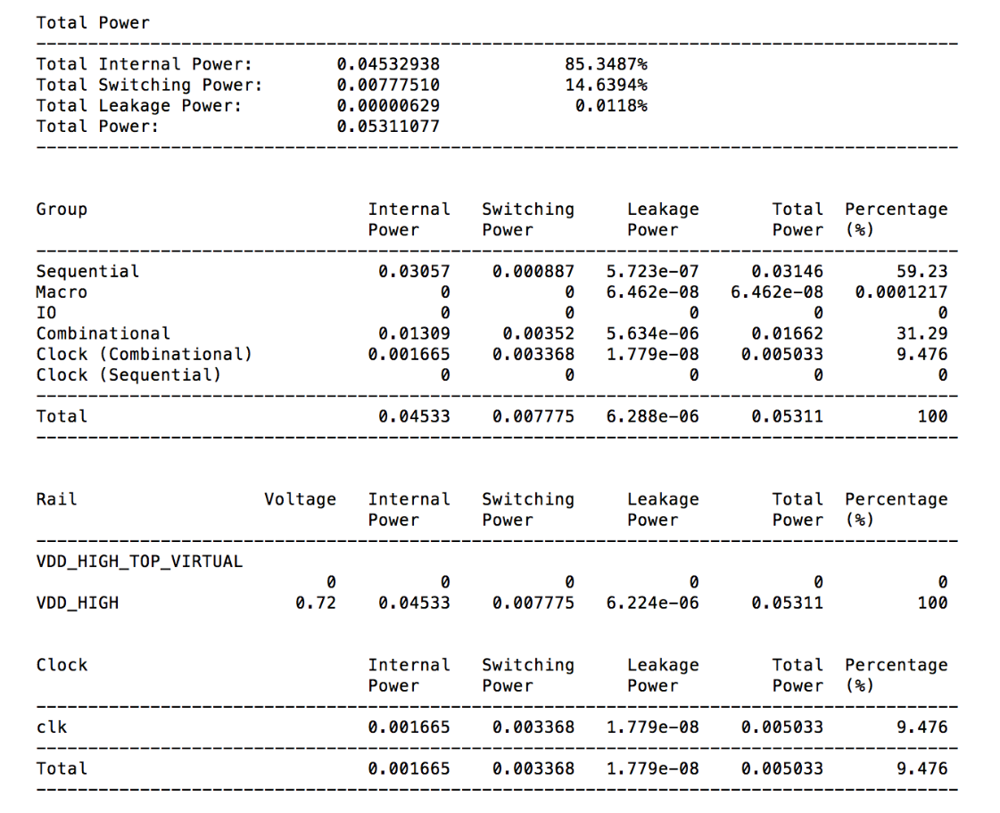 Total Power
Total Internal Power: 0.04532938 85.3487%
Total Switching Power: 0.00777510 14.6394%
Total Leakage Power: 0.00000629 0.0118%
Total Power: 0.05311077
Group Internal Switching Leakage Total Percentage
Power Power Power Power (%)
Sequential 0.03057 0.000887 5.723e-07 0.03146 59.23
Macro 0 0 6.462e-08 6.462e-08 0.0001217
IO 0 0 0 0 0
Combinational 0.01309 0.00352 5.634e-06 0.01662 31.29
Clock (Combinational) 0.001665 0.003368 1.779e-08 0.005033 9.476
Clock (Sequential) 0 0 0 0 0
Total 0.04533 0.007775 6.288e-06 0.05311 100
Rail Voltage Internal Switching Leakage Total Percentage
Power Power Power Power (%)
VDD_HIGH_TOP_VIRTUAL
0 0 0 0 0 0
VDD_HIGH 0.72 0.04533 0.007775 6.224e-06 0.05311 100
Clock Internal Switching Leakage Total Percentage
Power Power Power Power (%)
clk 0.001665 0.003368 1.779e-08 0.005033 9.476
Total 0.001665 0.003368 1.779e-08 0.005033 9.476